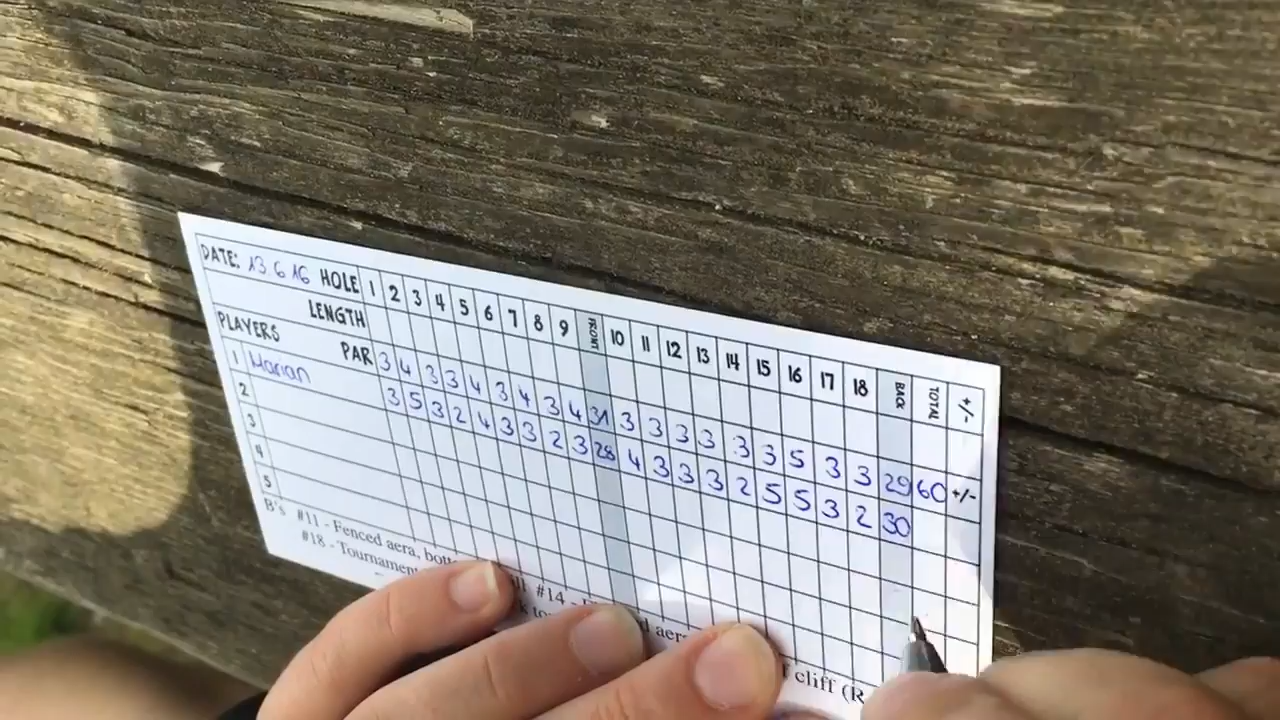 DATE: 13 6 16 HOLE 1 2 3 4 5 6 7 8 9 FRONT 10 11 12 13 14 15 16 17 18 BACK TOTAL +/-
LENGTH
PLAYERS PAR 3 4 3 3 4 3 4 3 4 31 3 3 3 3 3 3 5 3 3 29 60 +/-
1 Marian 3 5 3 2 4 3 3 2 3 28 4 3 3 3 2 5 5 3 2 30
2
3
4
5
B's #11 - Fenced aera, #14 - aer cliff (R
#18 - Tournament